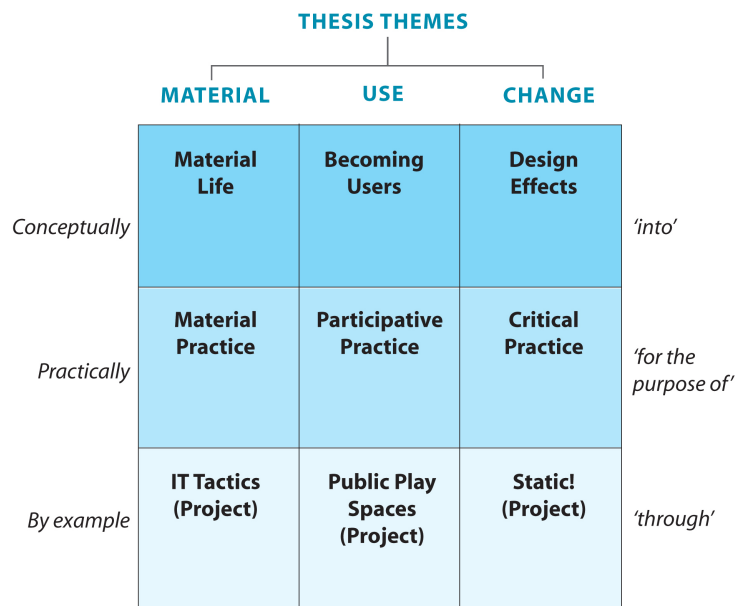 THESIS THEMES
MATERIAL USE CHANGE
Material Becoming Design
Life Users Effects
Conceptually ‘into’
Material Participative Critical
Practice Practice Practice
Practically ‘for the
purpose of’
IT Tactics Public Play Static!
(Project) Spaces (Project)
(Project)
By example ‘through’